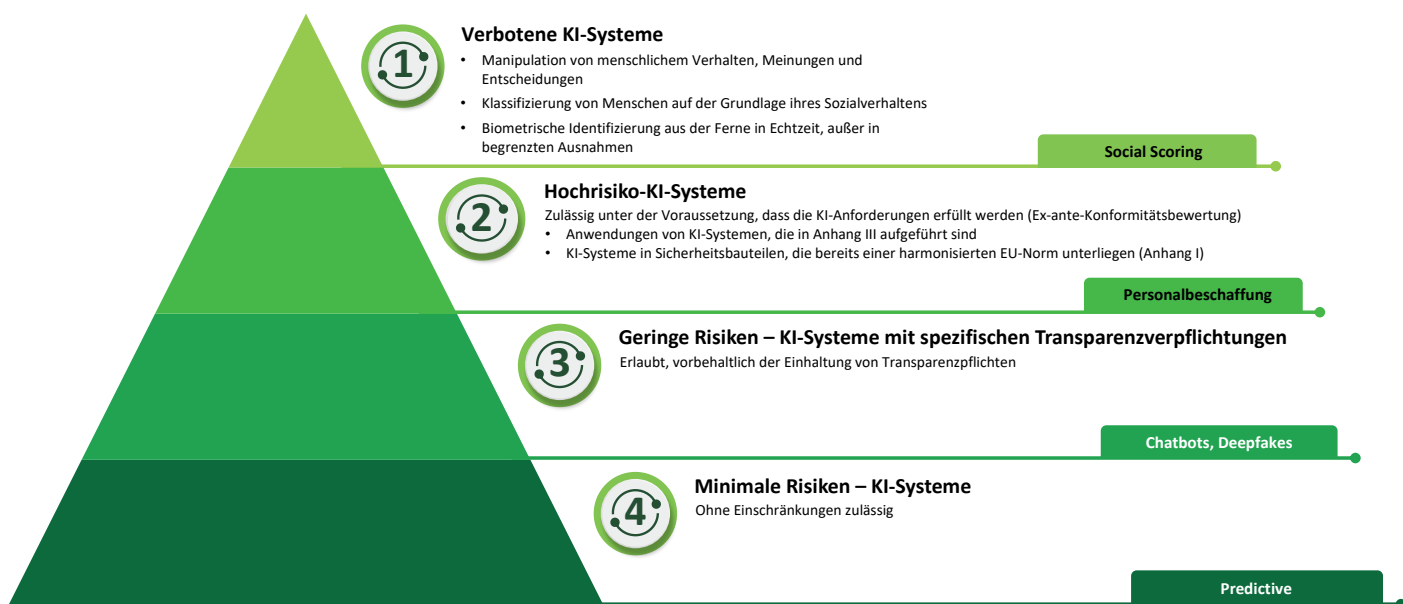 1
Verbotene KI-Systeme
• Manipulation von menschlichem Verhalten, Meinungen und
Entscheidungen
• Klassifizierung von Menschen auf der Grundlage ihres Sozialverhaltens
• Biometrische Identifizierung aus der Ferne in Echtzeit, außer in
begrenzten Ausnahmen
Social Scoring
2
Hochrisiko-KI-Systeme
Zulässig unter der Voraussetzung, dass die KI-Anforderungen erfüllt werden (Ex-ante-Konformitätsbewertung)
• Anwendungen von KI-Systemen, die in Anhang III aufgeführt sind
• KI-Systeme in Sicherheitsbauteilen, die bereits einer harmonisierten EU-Norm unterliegen (Anhang I)
Personalbeschaffung
3
Geringe Risiken – KI-Systeme mit spezifischen Transparenzverpflichtungen
Erlaubt, vorbehaltlich der Einhaltung von Transparenzpflichten
Chatbots, Deepfakes
4
Minimale Risiken – KI-Systeme
Ohne Einschränkungen zulässig
Predictive